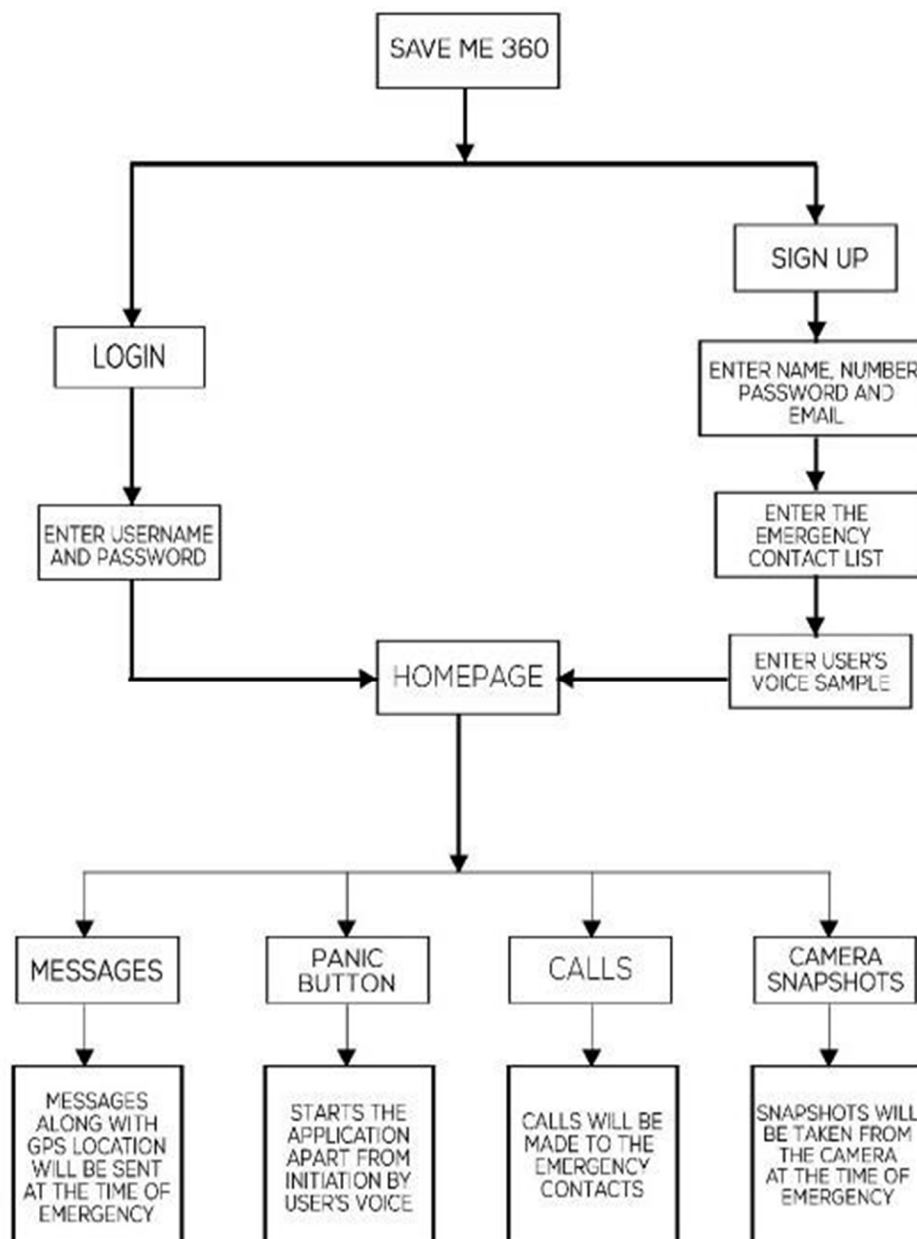 SAVE ME 360
SIGN UP
LOGIN
ENTER NAME, NUMBER
PASSWORD AND
EMAIL
ENTER USERNAME
AND PASSWORD
ENTER THE
EMERGENCY
CONTACT LIST
HOMEPAGE
ENTER USER'S
VOICE SAMPLE
MESSAGES
PANIC
BUTTON
CALLS
CAMERA
SNAPSHOTS
MESSAGES
ALONG WITH
GPS LOCATION
WILL BE SENT
AT THE TIME OF
EMERGENCY
STARTS THE
APPLICATION
APART FROM
INITIATION BY
USER'S VOICE
CALLS WILL BE
MADE TO THE
EMERGENCY
CONTACTS
SNAPSHOTS WILL
BE TAKEN FROM
THE CAMERA
AT THE TIME OF
EMERGENCY